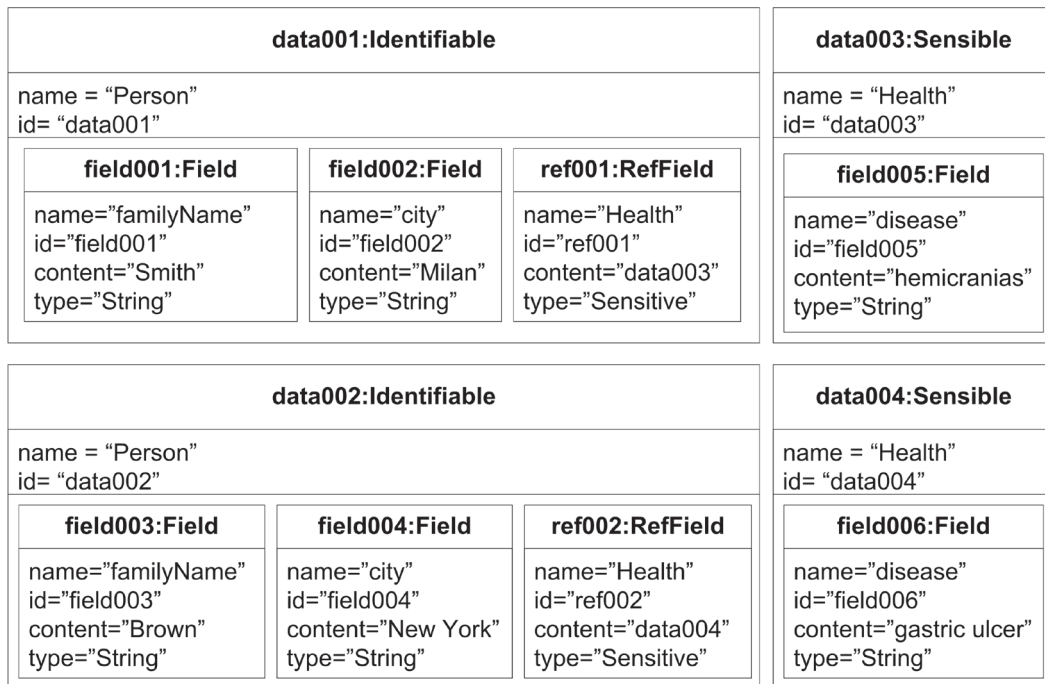 data001:Identifiable
name = “Person”
id= “data001”
field001:Field
name=”familyName”
id=”field001”
content=”Smith”
type=”String”
field002:Field
name=”city”
id=”field002”
content=”Milan”
type=”String”
ref001:RefField
name=”Health”
id=”ref001”
content=”data003”
type=”Sensitive”
data003:Sensible
name = “Health”
id= “data003”
field005:Field
name=”disease”
id=”field005”
content=”hemicranias”
type=”String”
data002:Identifiable
name = “Person”
id= “data002”
field003:Field
name=”familyName”
id=”field003”
content=”Brown”
type=”String”
field004:Field
name=”city”
id=”field004”
content=”New York”
type=”String”
ref002:RefField
name=”Health”
id=”ref002”
content=”data004”
type=”Sensitive”
data004:Sensible
name = “Health”
id= “data004”
field006:Field
name=”disease”
id=”field006”
content=”gastric ulcer”
type=”String”